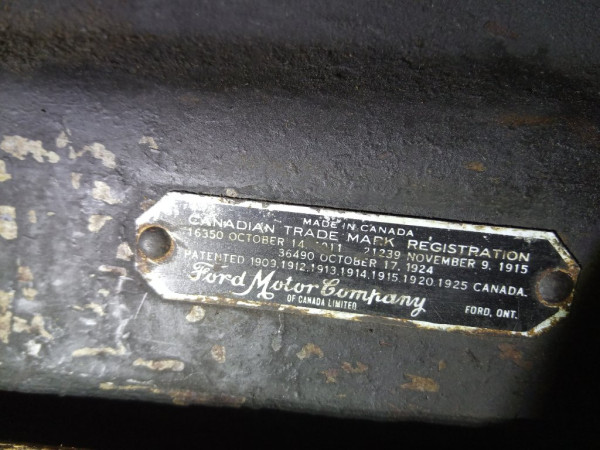 MADE IN CANADA
CANADIAN TRADE MARK REGISTRATION
16350 OCTOBER 14, 1911 21239 NOVEMBER 9, 1915
36490 OCTOBER 17, 1924
PATENTED 1909,1912,1913,1914,1915,1920,1925 CANADA.
Ford Motor Company
OF CANADA LIMITED
FORD, ONT.